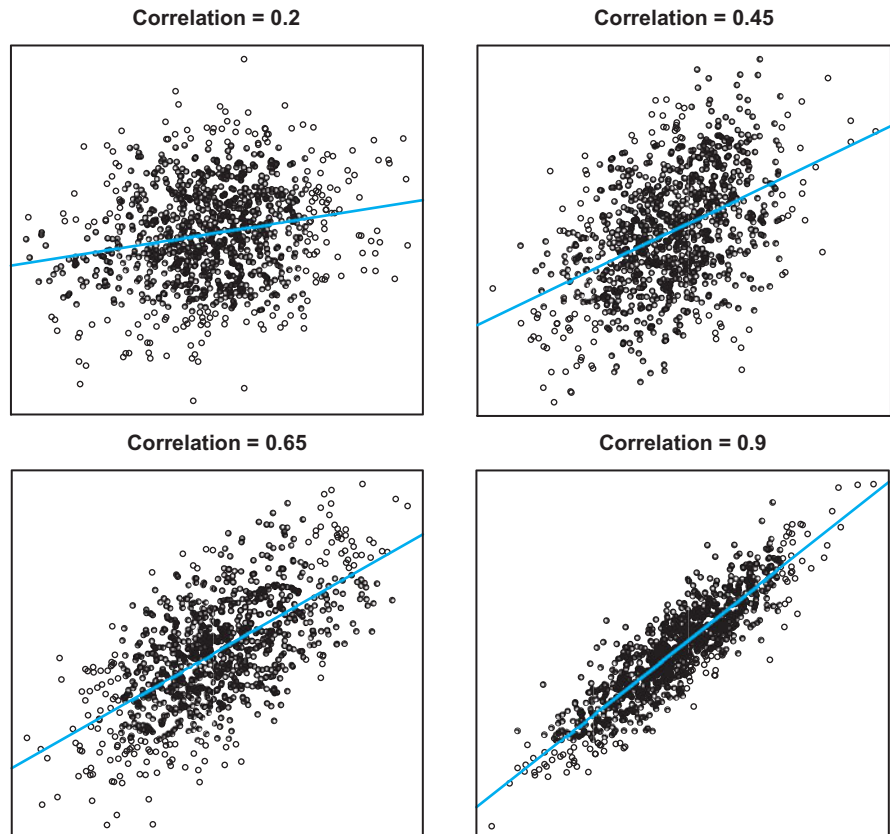 Correlation = 0.2
Correlation = 0.45
Correlation = 0.65
Correlation = 0.9